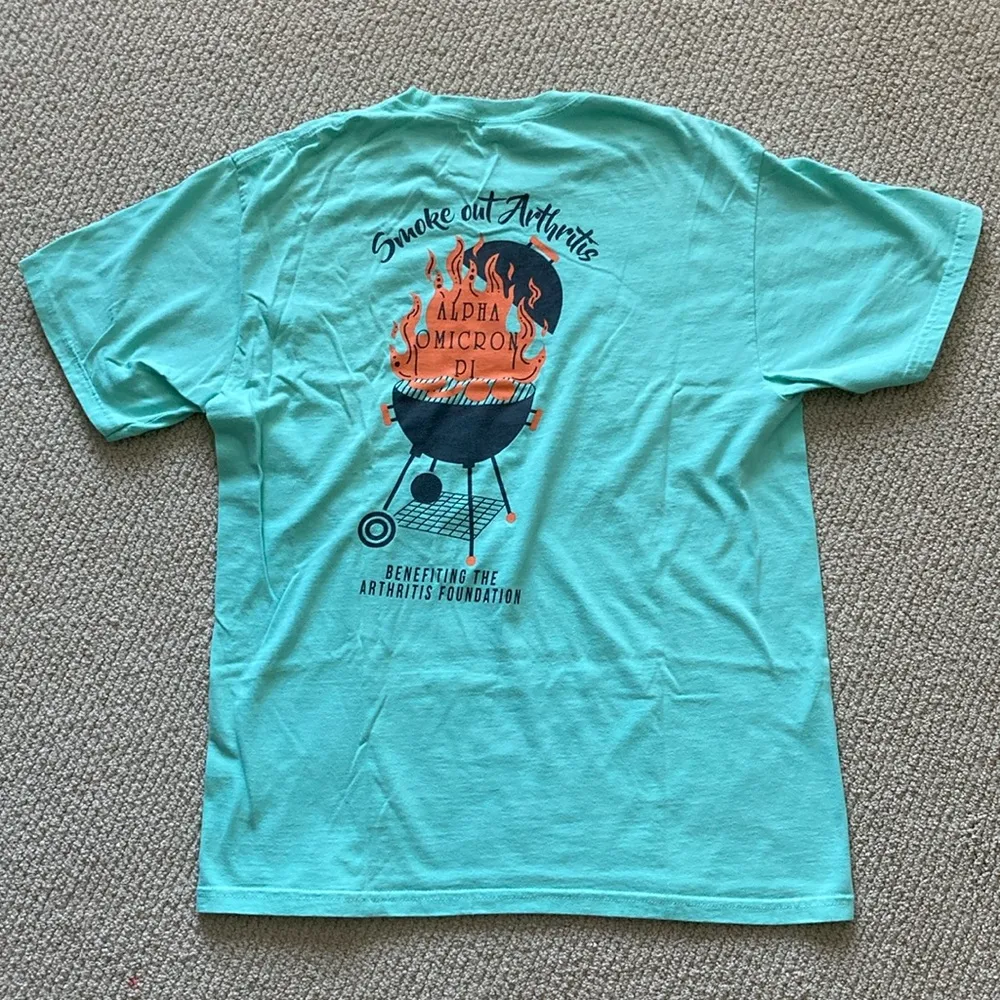 Smoke out Arthritis
ALPHA
OMICRON
PI
BENEFITING THE
ARTHRITIS FOUNDATION